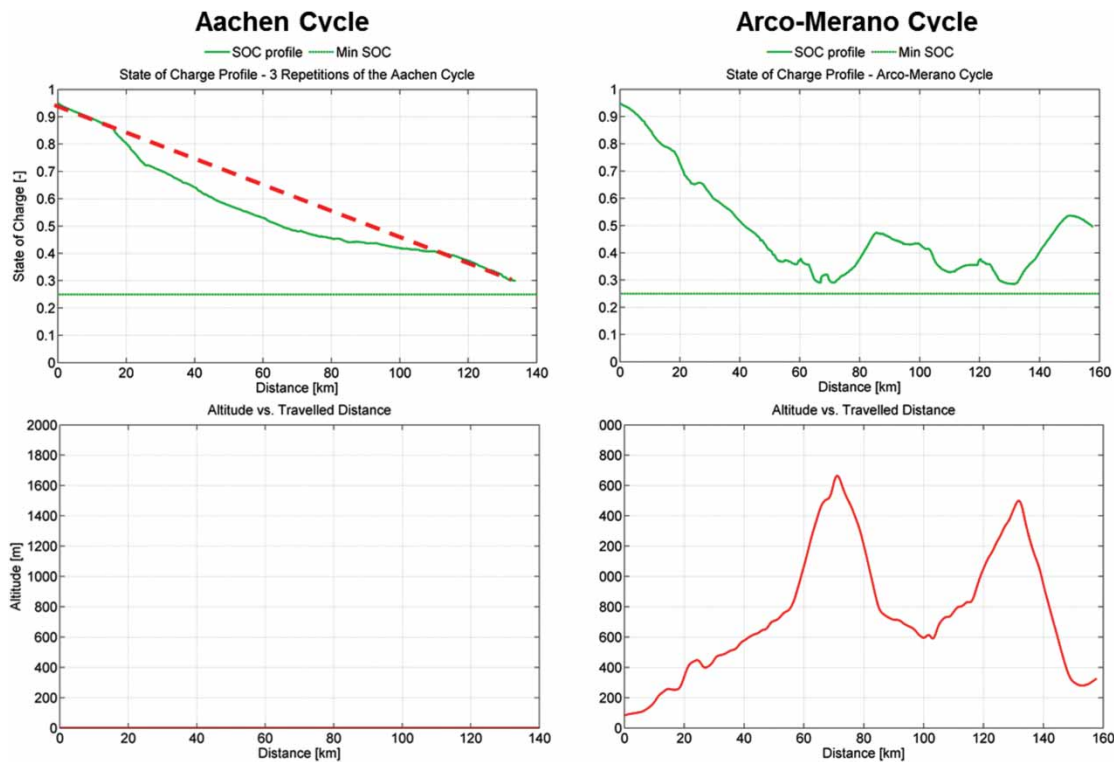 Aachen Cycle
SOC profile Min SOC
State of Charge Profile - 3 Repetitions of the Aachen Cycle
1
0.9
0.8
0.7
0.6
0.5
0.4
0.3
0.2
0.1
0
State of Charge [-]
0 20 40 60 80 100 120 140
Distance [km]
Arco-Merano Cycle
SOC profile Min SOC
State of Charge Profile - Arco-Merano Cycle
1
0.9
0.8
0.7
0.6
0.5
0.4
0.3
0.2
0.1
0
0 20 40 60 80 100 120 140 160
Distance [km]
Altitude vs. Travelled Distance
2000
1800
1600
1400
1200
1000
800
600
400
200
0
Altitude [m]
0 20 40 60 80 100 120 140
Distance [km]
Altitude vs. Travelled Distance
000
800
600
400
200
000
800
600
400
200
0
0 20 40 60 80 100 120 140 160
Distance [km]